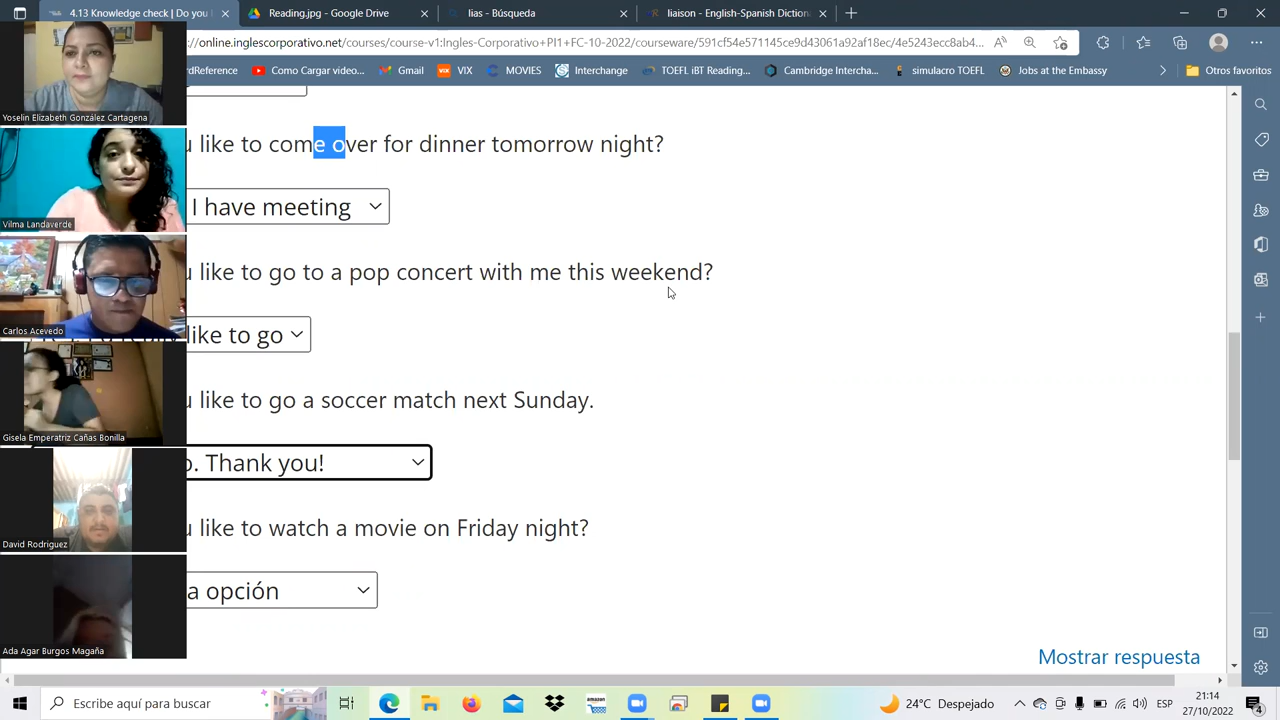 4.13 Knowledge check | Do you
Reading.jpg - Google Drive
lias - Búsqueda
liaison - English-Spanish Diction
://online.inglescorporativo.net/courses/course-v1:Ingles-Corporativo+PI1+FC-10-2022/courseware/591cf54e571145ce9d43061a92af18ec/4e5243ecc8ab4...
rdReference
Como Cargar video...
Gmail
VIX
MOVIES
Interchange
TOEFL iBT Reading...
Cambridge Intercha...
simulacro TOEFL
Jobs at the Embassy
Otros favoritos
Yoselin Elizabeth González Cartagena
u like to come over for dinner tomorrow night?
I have meeting
Vilma Landaverde
u like to go to a pop concert with me this weekend?
Carlos Acevedo
like to go
u like to go a soccer match next Sunday.
Gisela Emperatriz Cañas Bonilla
o. Thank you!
u like to watch a movie on Friday night?
David Rodriguez
a opción
Ada Agar Burgos Magaña
Mostrar respuesta
Escribe aquí para buscar
24°C Despejado
ESP
21:14
27/10/2022
4